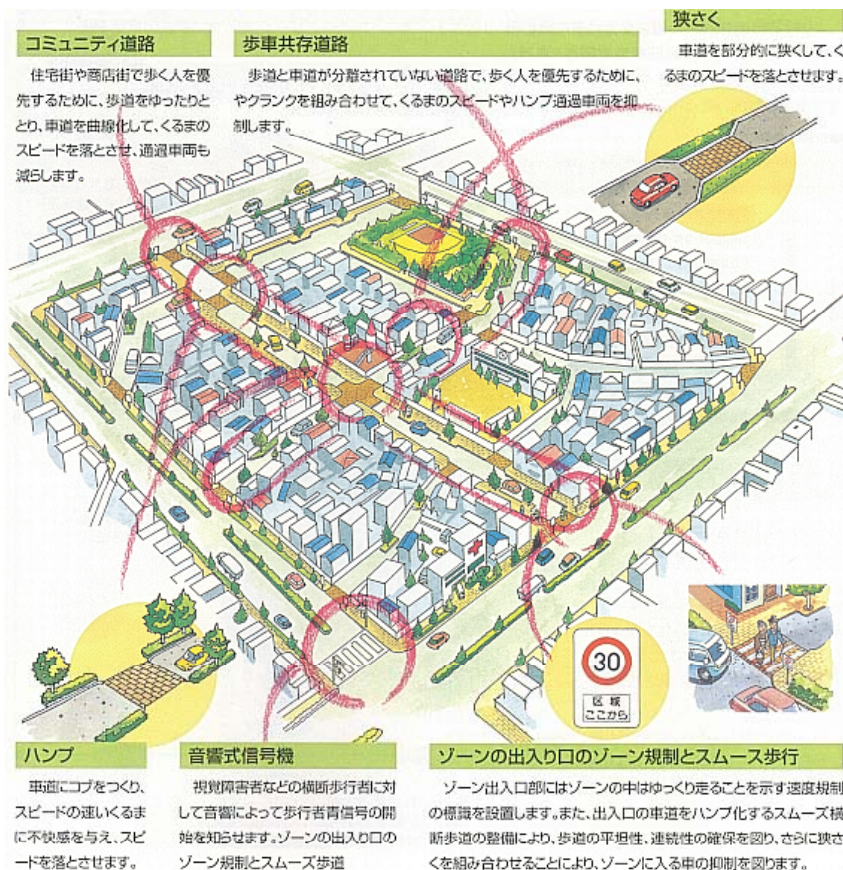 コミュニティ道路
住宅街や商店街で歩く人を優
先するために、歩道をゆったりと
とり、車道を曲線化して、くるまの
スピードを落とさせ、通過車両も
減らします。
歩車共存道路
歩道と車道が分離されていない道路で、歩く人を優先するために、
やクランクを組み合わせて、くるまのスピードやハンプ通過車両を抑
制します。
狭さく
車道を部分的に狭くして、く
るまのスピードを落とさせます。
30
区域
ここから
ハンプ
車道にコブをつくり、
スピードの速いくるま
に不快感を与え、スピ
ードを落とさせます。
音響式信号機
視覚障害者などの横断歩行者に対
して音響によって歩行者青信号の開
始を知らせます。ゾーンの出入り口の
ゾーン規制とスムーズ歩道
ゾーンの出入り口のゾーン規制とスムース歩行
ゾーン出入口部にはゾーンの中はゆっくり走ることを示す速度規制
の標識を設置します。また、出入口の車道をハンプ化するスムーズ横
断歩道の整備により、歩道の平坦性、連続性の確保を図り、さらに狭さ
くを組み合わせることにより、ゾーンに入る車の抑制を図ります。